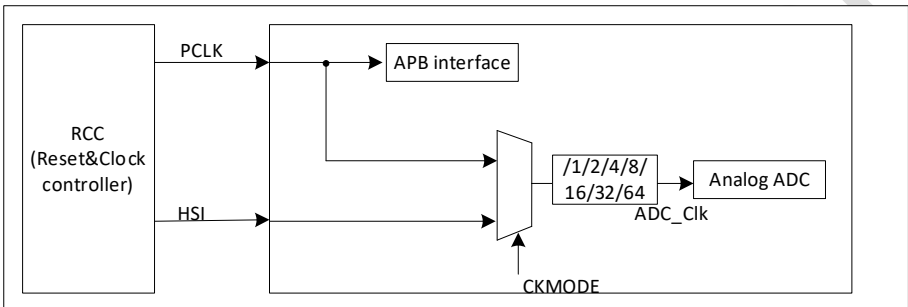 PCLK
APB interface
RCC
(Reset&Clock
controller)
/1/2/4/8/
16/32/64
Analog ADC
HSI
ADC_Clk
CKMODE